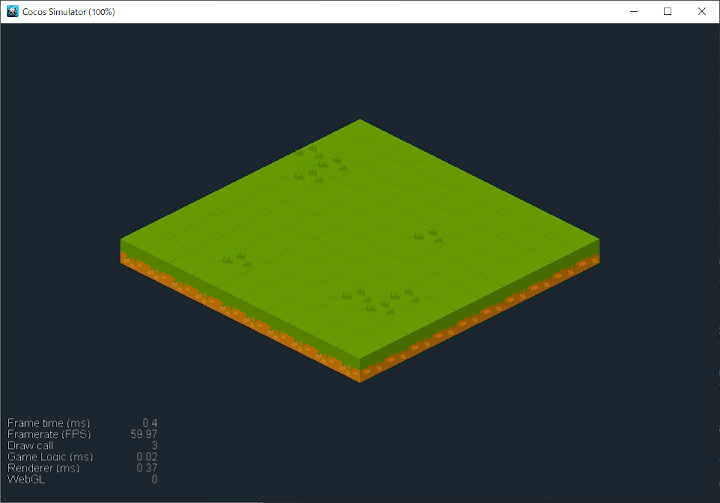 Cocos Simulator (100%)
Frame time (ms) 0.4
Framerate (FPS) 59.97
Draw call 3
Game Logic (ms) 0.02
Renderer (ms) 0.37
WebGL 0